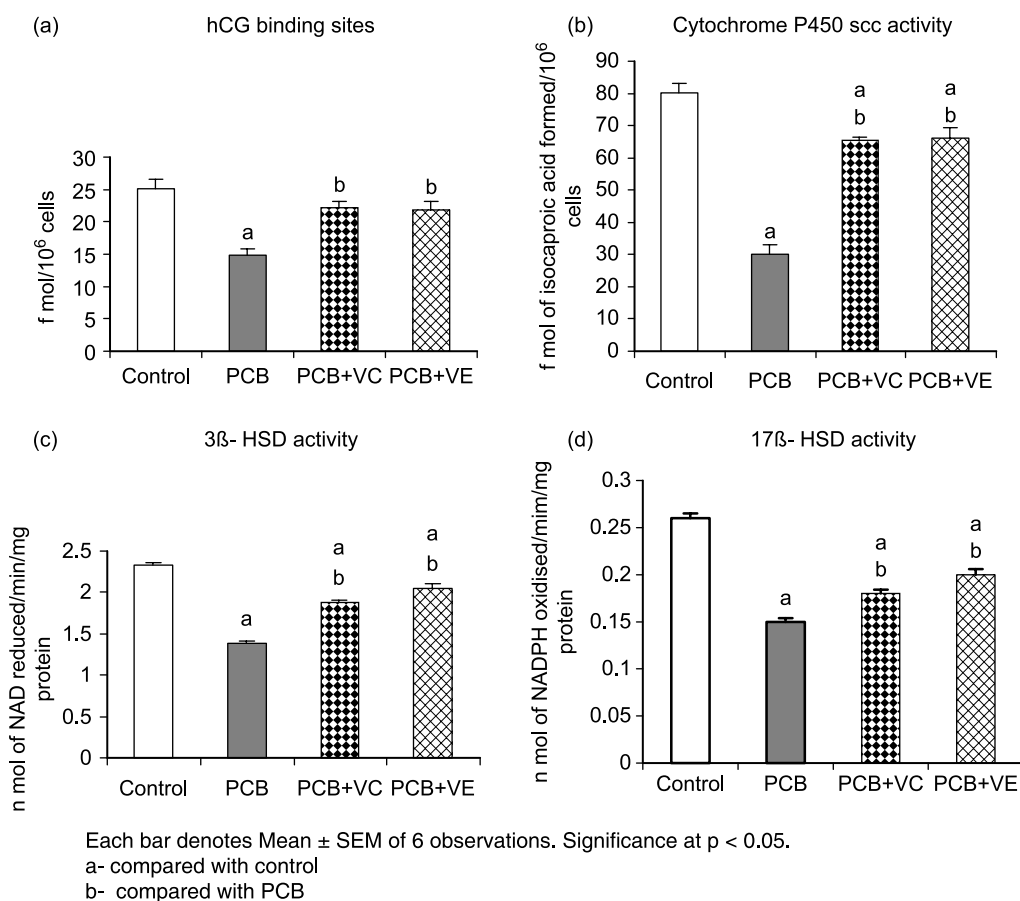 (a)
hCG binding sites
f mol/10⁶ cells
30
25
20
15
10
5
0
a
b
b
Control
PCB
PCB+VC
PCB+VE
(b)
Cytochrome P450 scc activity
f mol of isocaproic acid formed/10⁶
cells
90
80
70
60
50
40
30
20
10
0
a
a
b
a
b
Control
PCB
PCB+VC
PCB+VE
(c)
3ß- HSD activity
n mol of NAD reduced/min/mg
protein
2.5
2
1.5
1
0.5
0
a
a
b
a
b
Control
PCB
PCB+VC
PCB+VE
(d)
17ß- HSD activity
n mol of NADPH oxidised/mim/mg
protein
0.3
0.25
0.2
0.15
0.1
0.05
0
a
a
b
a
b
Control
PCB
PCB+VC
PCB+VE
Each bar denotes Mean ± SEM of 6 observations. Significance at p < 0.05.
a- compared with control
b- compared with PCB